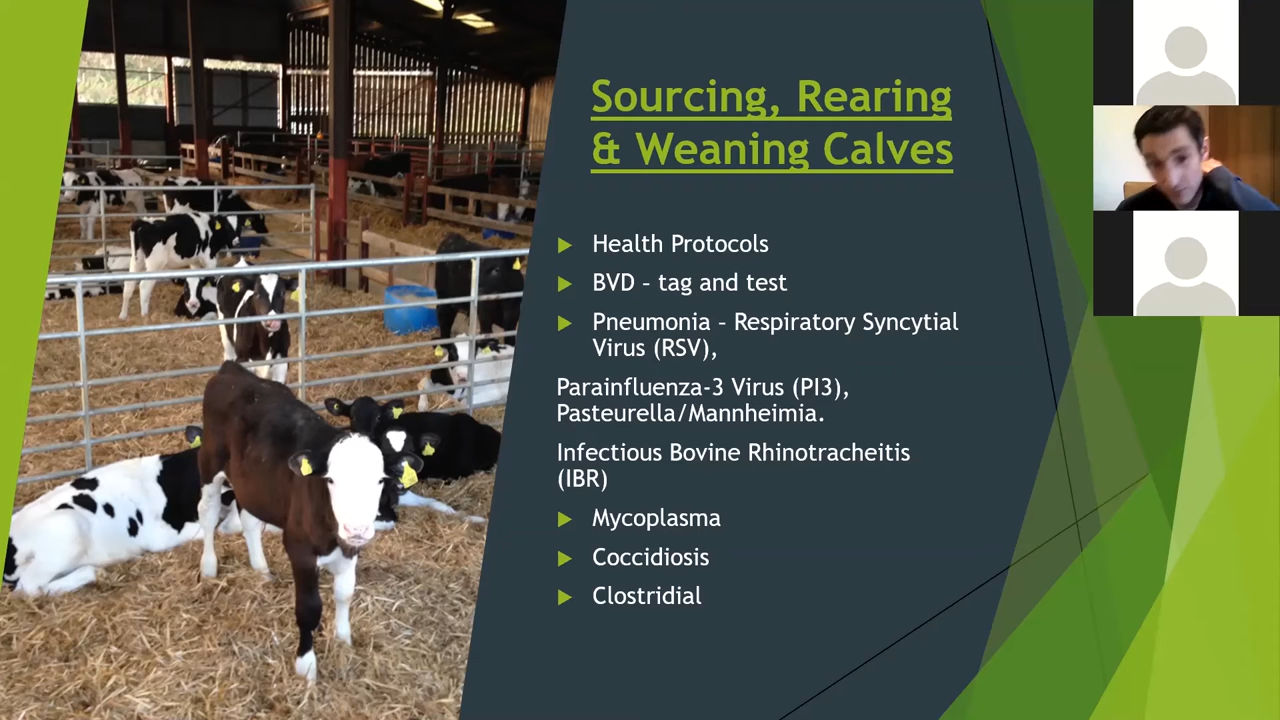 Sourcing, Rearing
& Weaning Calves
Health Protocols
BVD – tag and test
Pneumonia – Respiratory Syncytial
Virus (RSV),
Parainfluenza-3 Virus (PI3),
Pasteurella/Mannheimia.
Infectious Bovine Rhinotracheitis
(IBR)
Mycoplasma
Coccidiosis
Clostridial